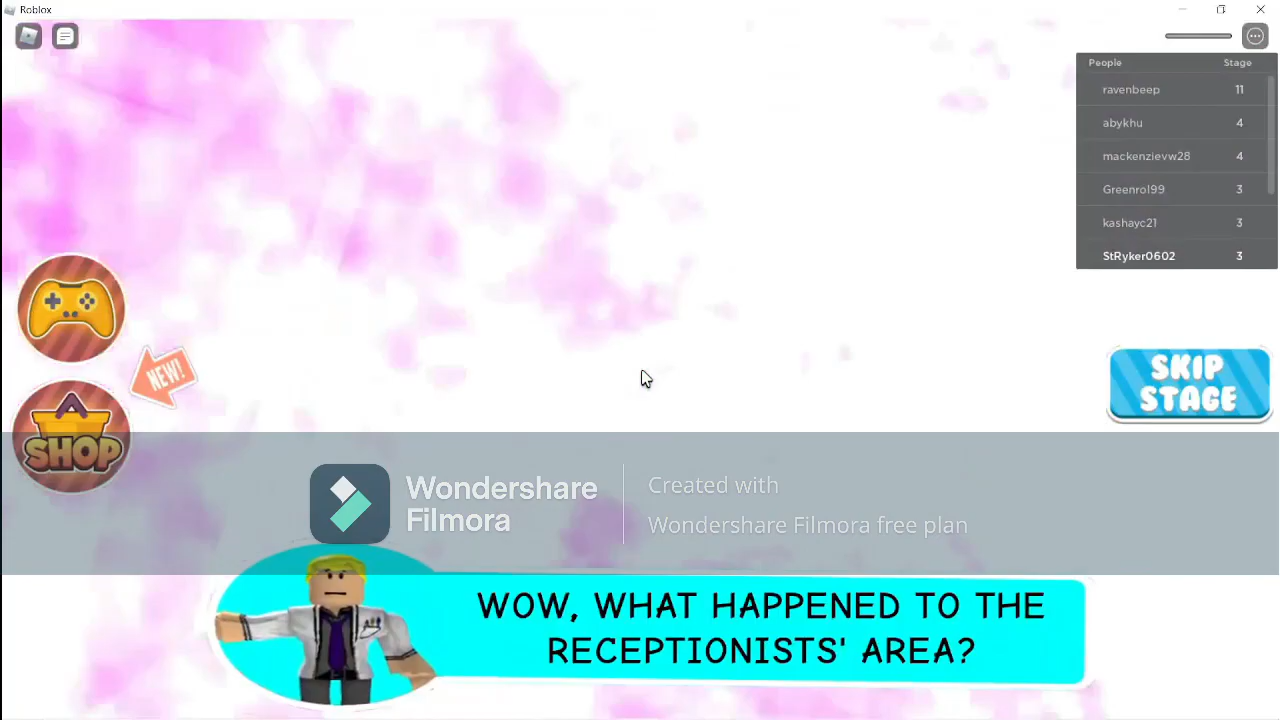 Roblox
People Stage
ravenbeep 11
abykhu 4
mackenzievw28 4
Greenrol99 3
kashayc21 3
StRyker0602 3
NEW!
SHOP
SKIP
STAGE
Wondershare
Filmora
Created with
Wondershare Filmora free plan
WOW, WHAT HAPPENED TO THE
RECEPTIONISTS' AREA?